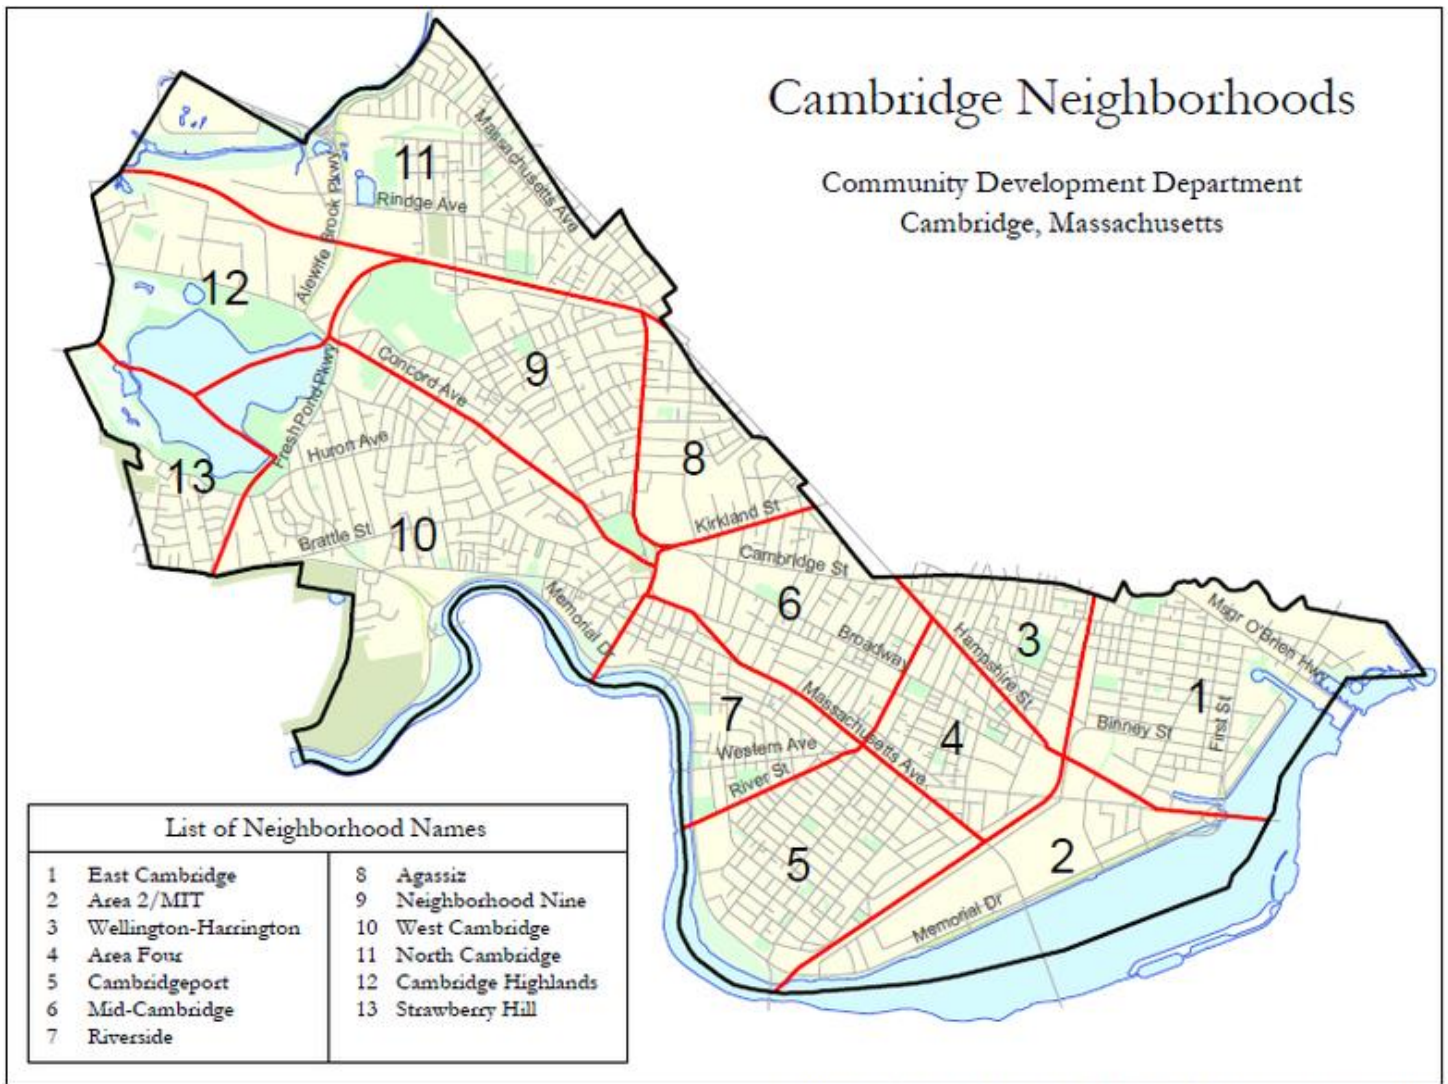 Cambridge Neighborhoods
Community Development Department
Cambridge, Massachusetts
Massachusetts Ave
11
Rindge Ave
Alewife Brook Pkwy
12
9
Concord Ave
Fresh Pond Pkwy
Huron Ave
8
13
Kirkland St
Brattle St
10
Cambridge St
Memorial Dr
6
Broadway
Hampshire St
3
Msgr O'Brien Hwy
Massachusetts Ave.
7
4
1
First St
Binney St
Western Ave
River St
5
2
Memorial Dr
List of Neighborhood Names
1 East Cambridge
2 Area 2/MIT
3 Wellington-Harrington
4 Area Four
5 Cambridgeport
6 Mid-Cambridge
7 Riverside
8 Agassiz
9 Neighborhood Nine
10 West Cambridge
11 North Cambridge
12 Cambridge Highlands
13 Strawberry Hill